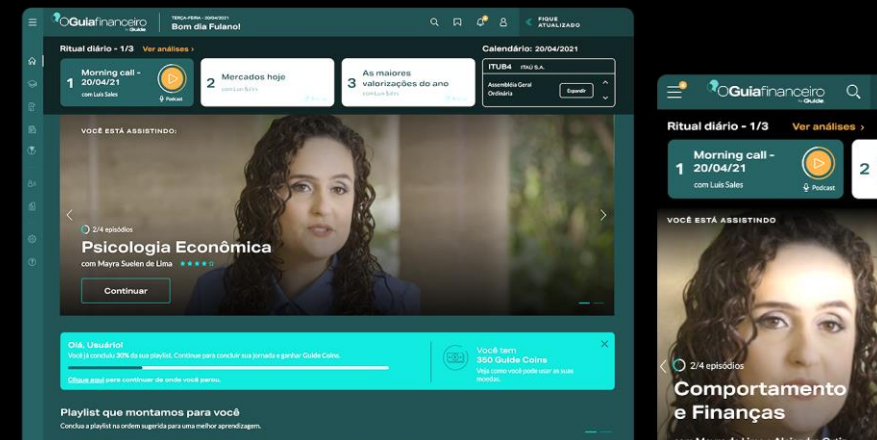 OGuiafinanceiro
by Guide
TERÇA-FEIRA - 20/04/2021
Bom dia Fulano!
FIQUE
ATUALIZADO
Ritual diário - 1/3 Ver análises ›
Calendário: 20/04/2021
1
Morning call -
20/04/21
com Luis Sales
Podcast
2
Mercados hoje
com Luis Sales
3
As maiores
valorizações do ano
com Luis Sales
ITUB4 ITAÚ S.A.
Assembléia Geral
Ordinária
Expandir
VOCÊ ESTÁ ASSISTINDO:
2/4 episódios
Psicologia Econômica
com Mayra Suelen de Lima
Continuar
Olá, Usuário!
Você já concluiu 30% da sua playlist. Continue para concluir sua jornada e ganhar Guide Coins.
Clique aqui para continuar de onde você parou.
Você tem
350 Guide Coins
Veja como você pode usar as suas
moedas.
Playlist que montamos para você
Conclua a playlist na ordem sugerida para uma melhor aprendizagem.
OGuiafinanceiro
by Guide
Ritual diário - 1/3 Ver análises ›
1
Morning call -
20/04/21
com Luis Sales
Podcast
2
VOCÊ ESTÁ ASSISTINDO
2/4 episódios
Comportamento
e Finanças